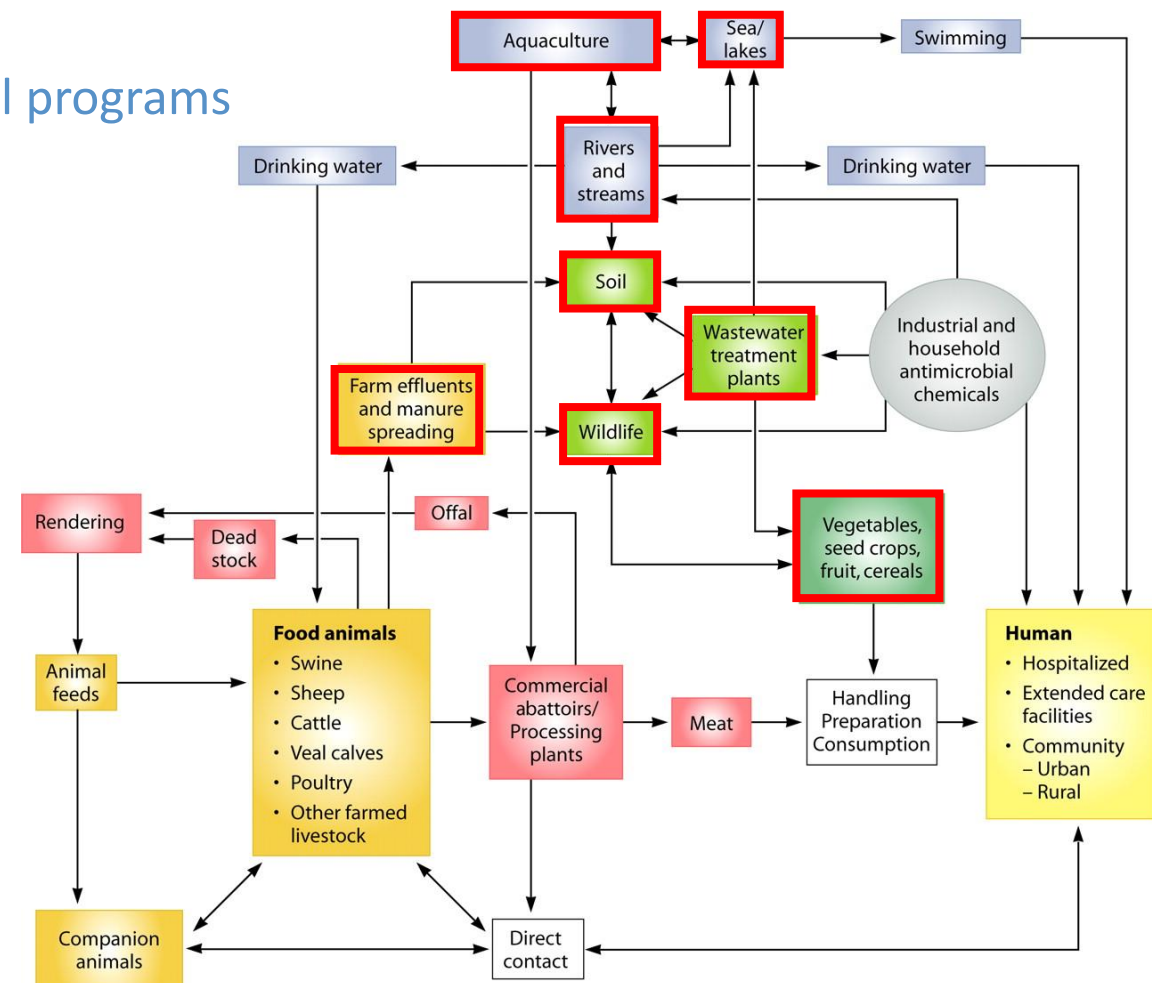 l programs
Aquaculture
Sea/
lakes
Swimming
Drinking water
Rivers
and
streams
Drinking water
Soil
Wastewater
treatment
plants
Industrial and
household
antimicrobial
chemicals
Farm effluents
and manure
spreading
Wildlife
Rendering
Offal
Dead
stock
Vegetables,
seed crops,
fruit, cereals
Animal
feeds
Food animals
• Swine
• Sheep
• Cattle
• Veal calves
• Poultry
• Other farmed
livestock
Commercial
abattoirs/
Processing
plants
Meat
Handling
Preparation
Consumption
Human
• Hospitalized
• Extended care
facilities
• Community
– Urban
– Rural
Companion
animals
Direct
contact